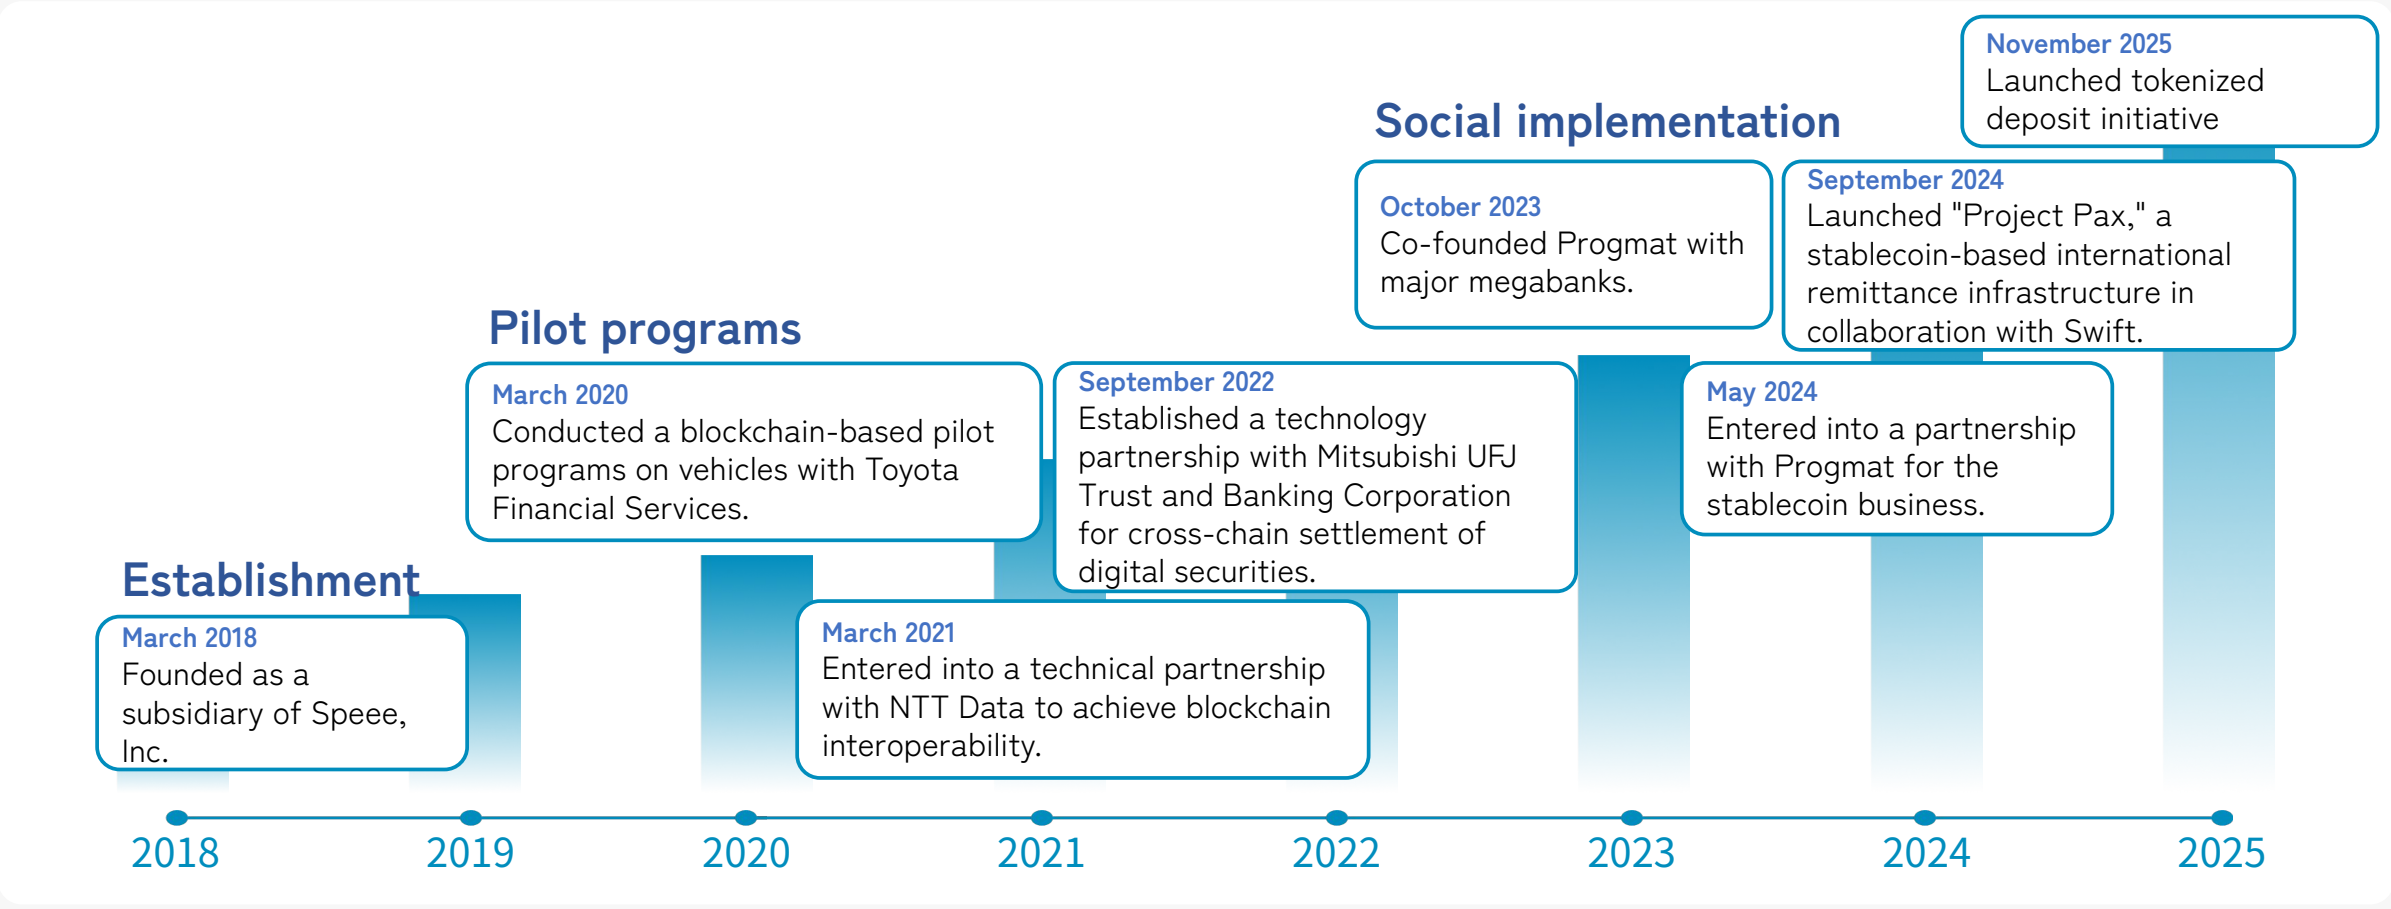 Establishment
March 2018
Founded as a
subsidiary of Speee,
Inc.
Pilot programs
March 2020
Conducted a blockchain-based pilot
programs on vehicles with Toyota
Financial Services.
March 2021
Entered into a technical partnership
with NTT Data to achieve blockchain
interoperability.
September 2022
Established a technology
partnership with Mitsubishi UFJ
Trust and Banking Corporation
for cross-chain settlement of
digital securities.
Social implementation
October 2023
Co-founded Progmat with
major megabanks.
May 2024
Entered into a partnership
with Progmat for the
stablecoin business.
September 2024
Launched "Project Pax," a
stablecoin-based international
remittance infrastructure in
collaboration with Swift.
November 2025
Launched tokenized
deposit initiative
2018
2019
2020
2021
2022
2023
2024
2025